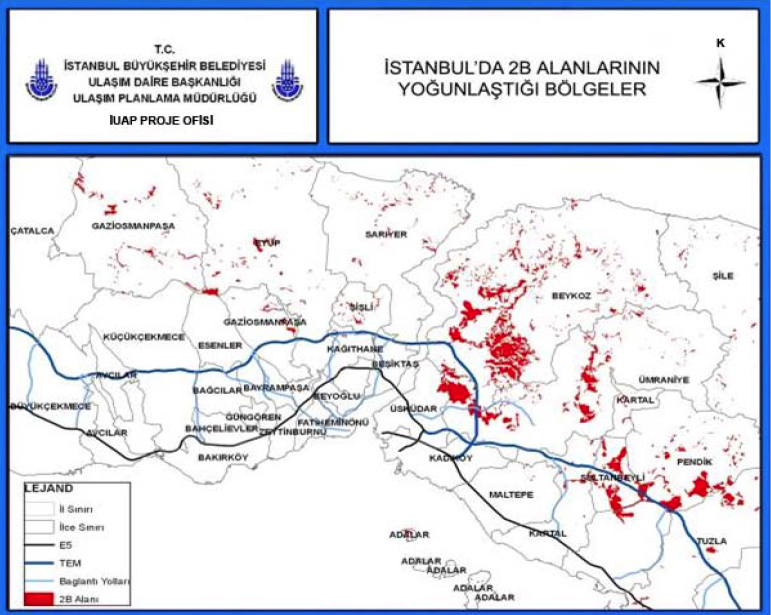 T.C.
İSTANBUL BÜYÜKŞEHİR BELEDİYESİ
ULAŞIM DAİRE BAŞKANLIĞI
ULAŞIM PLANLAMA MÜDÜRLÜĞÜ
İUAP PROJE OFİSİ
İSTANBUL'DA 2B ALANLARININ
YOĞUNLAŞTIĞI BÖLGELER
K
ÇATALCA
GAZİOSMANPAŞA
EYÜP
SARIYER
ŞİLE
BEYKOZ
ŞİŞLİ
GAZİOSMANPAŞA
KÜÇÜKÇEKMECE
ESENLER
KAĞITHANE
BEŞİKTAŞ
AVCILAR
BAĞCILAR
BAYRAMPAŞA
ÜMRANİYE
BEYOĞLU
KARTAL
BÜYÜKÇEKMECE
ÜSKÜDAR
GÜNGÖREN
FATİH
EMİNÖNÜ
BAHÇELİEVLER
ZEYTİNBURNU
AVCILAR
BAKIRKÖY
KADIKÖY
PENDİK
SULTANBEYLİ
MALTEPE
KARTAL
ADALAR
TUZLA
ADALAR
ADALAR
ADALAR
ADALAR
LEJAND
İl Sınırı
İlce Sınırı
E5
TEM
Baglantı Yolları
2B Alanı